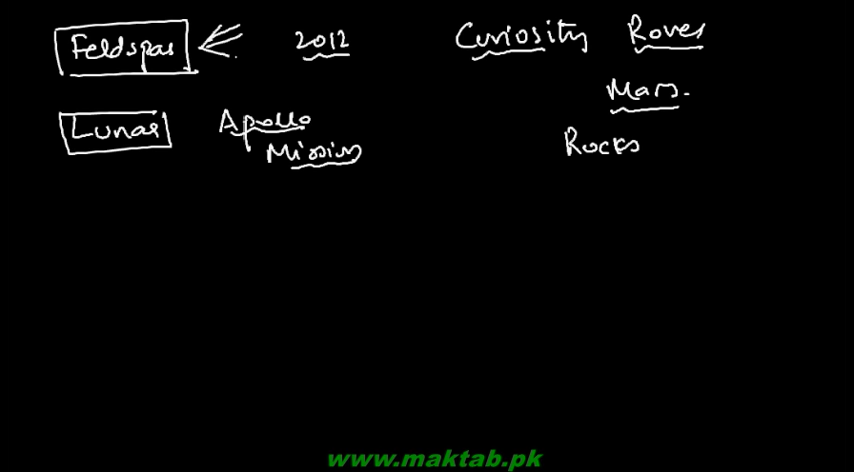 Feldspar 2012 Curiosity Rover
Mars.
Lunar Apollo
Mission Rocks
www.maktab.pk